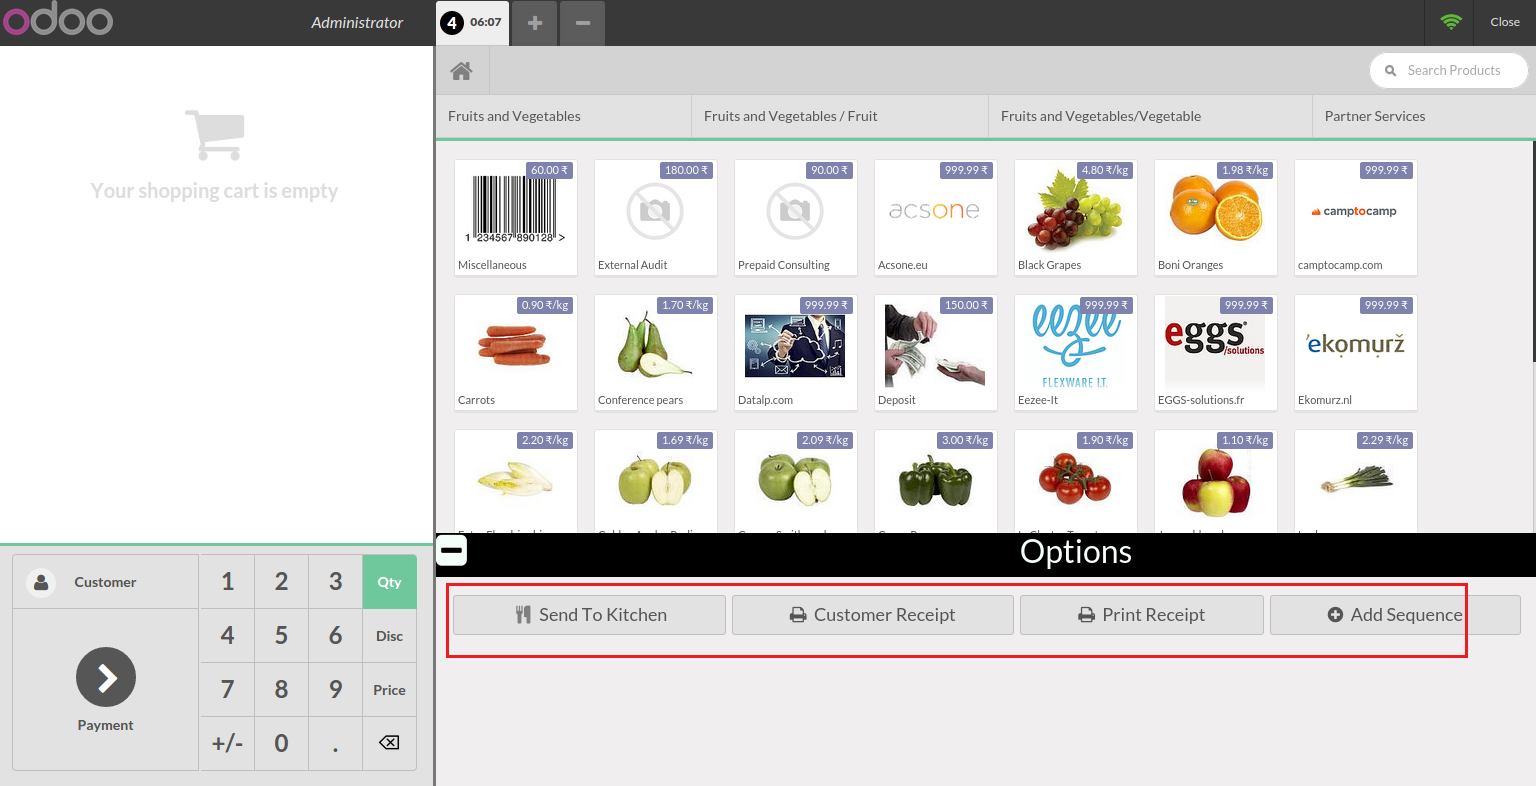 odoo
Administrator
4 06:07
Close
Search Products
Fruits and Vegetables
Fruits and Vegetables / Fruit
Fruits and Vegetables/Vegetable
Partner Services
Your shopping cart is empty
60.00 ₹
1 234567 890128 >
Miscellaneous
180.00 ₹
External Audit
90.00 ₹
Prepaid Consulting
999.99 ₹
acsone
Acsone.eu
4.80 ₹/kg
Black Grapes
1.98 ₹/kg
Boni Oranges
999.99 ₹
camptocamp
camptocamp.com
0.90 ₹/kg
Carrots
1.70 ₹/kg
Conference pears
999.99 ₹
Datalp.com
150.00 ₹
Deposit
999.99 ₹
eezee
FLEXWARE I.T.
Eezee-It
999.99 ₹
eggs
/solutions
EGGS-solutions.fr
999.99 ₹
'ekomurž
Ekomurz.nl
2.20 ₹/kg
1.69 ₹/kg
2.09 ₹/kg
3.00 ₹/kg
1.90 ₹/kg
1.10 ₹/kg
2.29 ₹/kg
Options
Send To Kitchen
Customer Receipt
Print Receipt
Add Sequence
Customer
Payment
1 2 3 Qty
4 5 6 Disc
7 8 9 Price
+/- 0 .